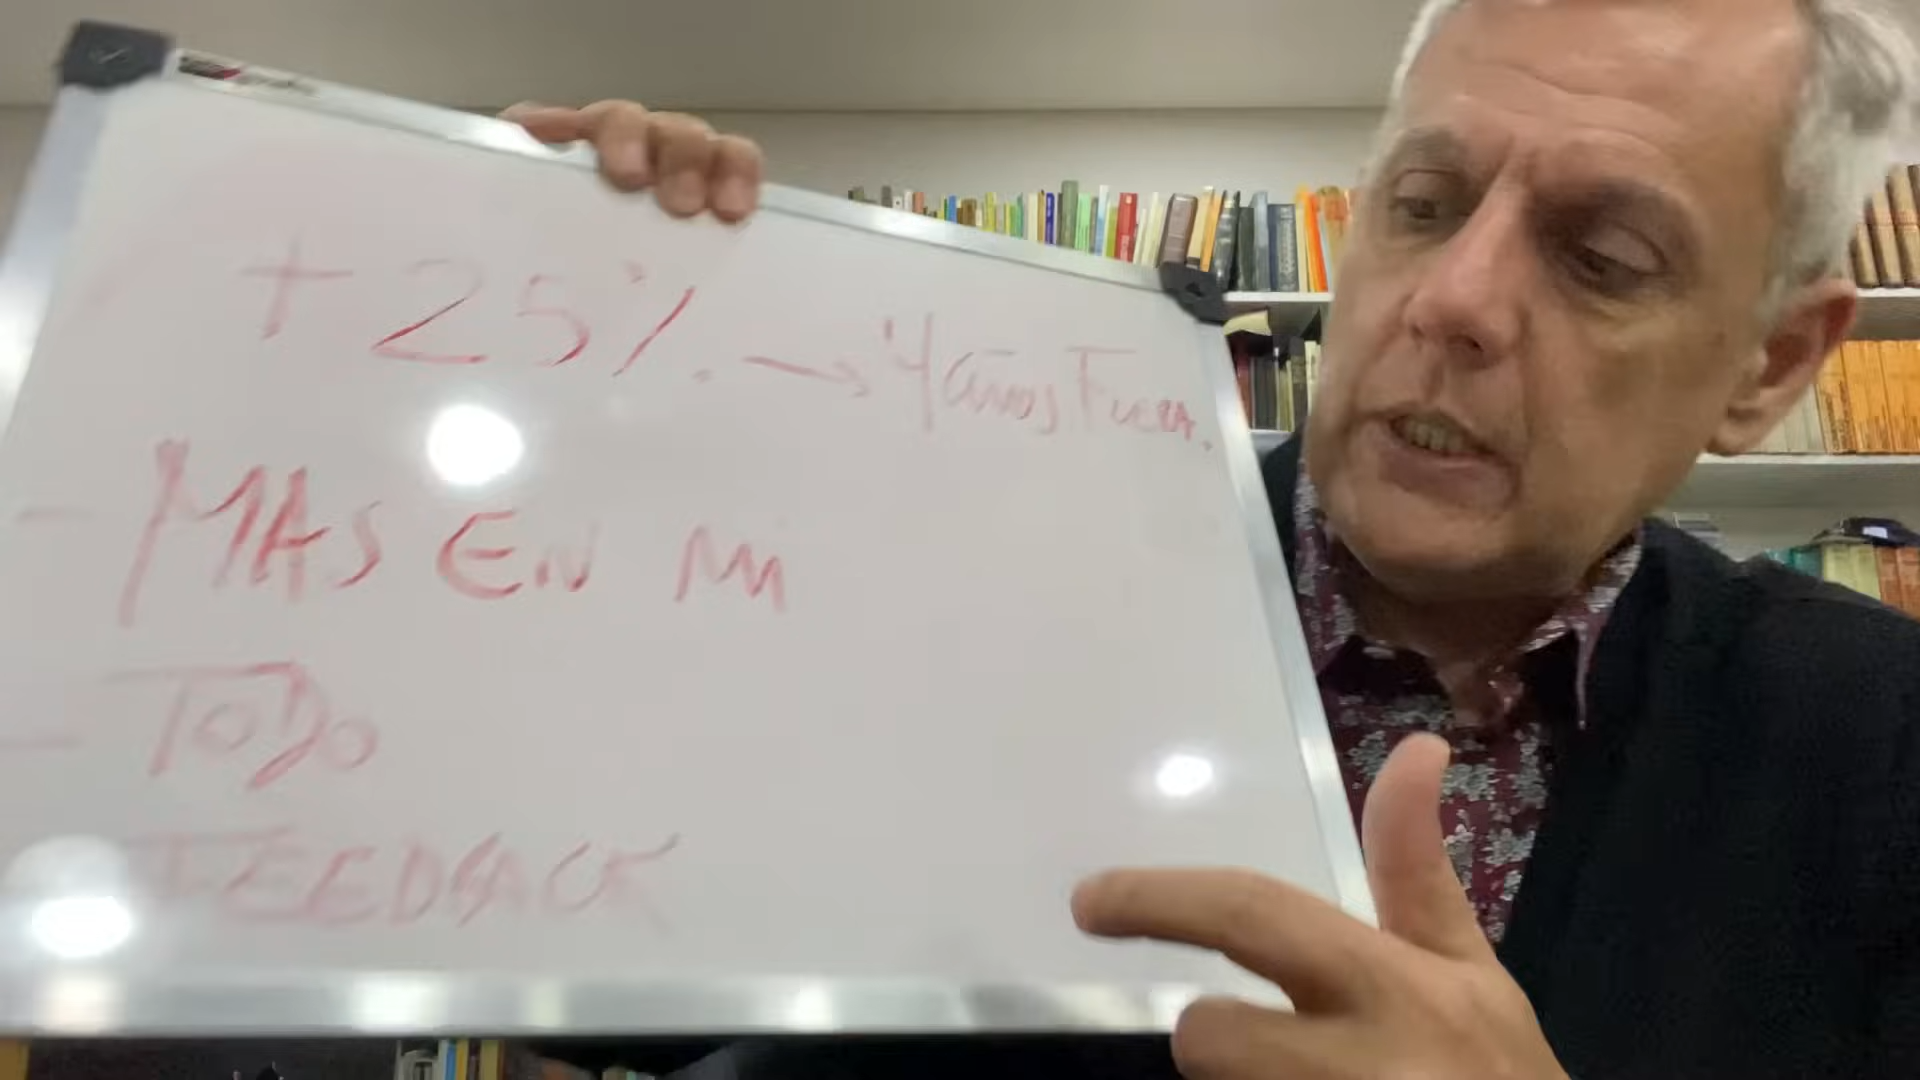 +25% → 4 años FUERA.
- MAS EN Mi
- ToDo
FEEDBACK